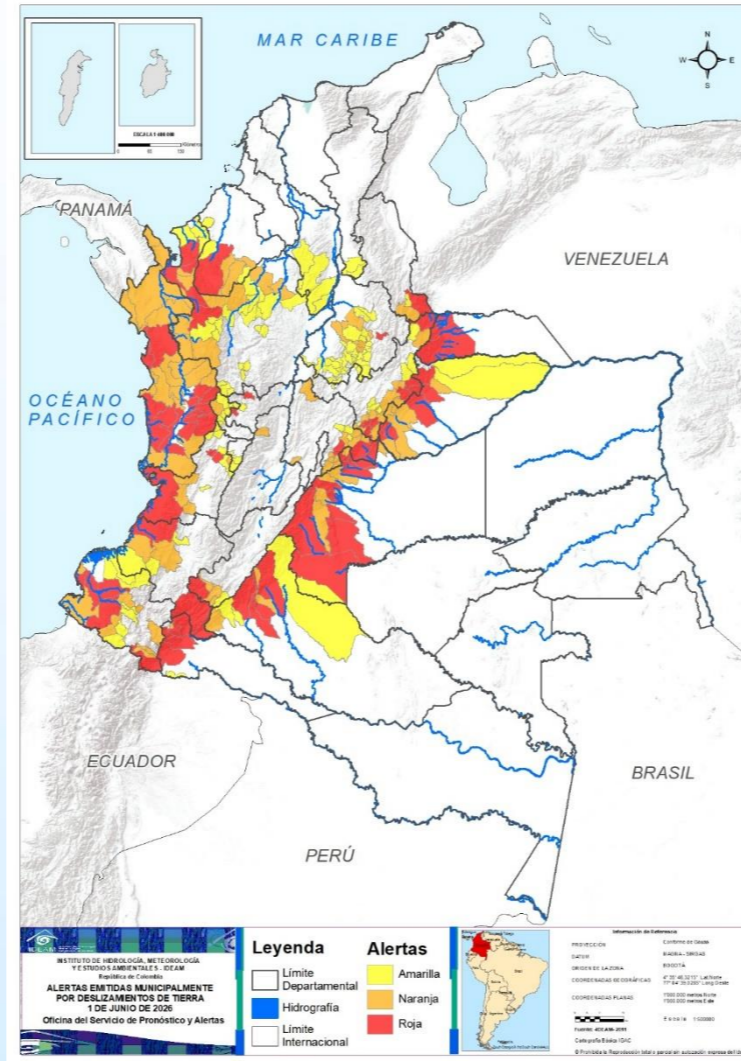 MAR CARIBE
N
W
E
S
PANAMÁ
VENEZUELA
OCÉANO
PACÍFICO
ECUADOR
BRASIL
PERÚ
IDEAM
INSTITUTO DE HIDROLOGÍA, METEOROLOGÍA
Y ESTUDIOS AMBIENTALES - IDEAM
República de Colombia
ALERTAS EMITIDAS MUNICIPALMENTE
POR DESLIZAMIENTOS DE TIERRA
1 DE JUNIO DE 2026
Oficina del Servicio de Pronóstico y Alertas
Leyenda
Límite
Departamental
Hidrografía
Límite
Internacional
Alertas
Amarilla
Naranja
Roja
Información de Referencia
PROYECCIÓN
DATUM
ORIGEN DE LA ZONA
BOGOTÁ
COORDENADAS GEOGRÁFICAS
COORDENADAS PLANAS
Cartografía Básica IGAC